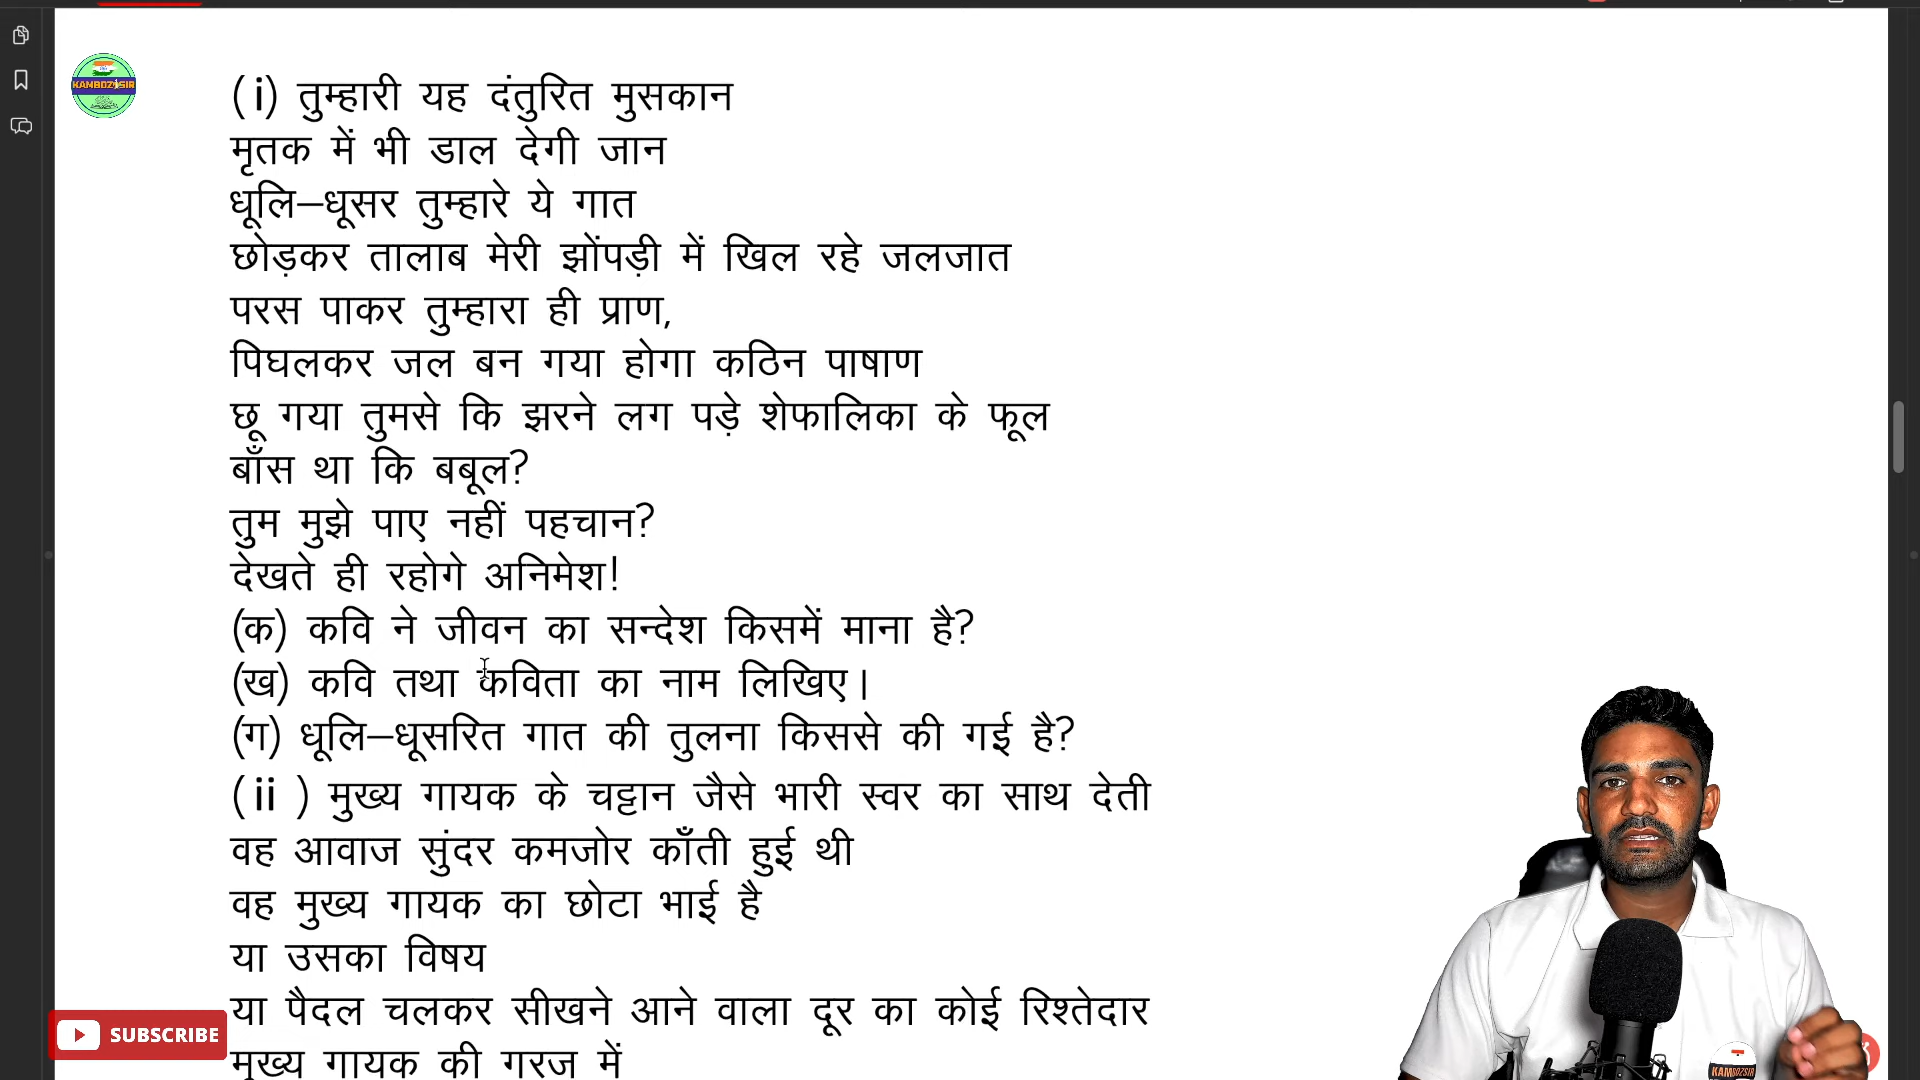 KAMBOZSIR
(i) तुम्हारी यह दंतुरित मुसकान
मृतक में भी डाल देगी जान
धूलि–धूसर तुम्हारे ये गात
छोड़कर तालाब मेरी झोंपड़ी में खिल रहे जलजात
परस पाकर तुम्हारा ही प्राण,
पिघलकर जल बन गया होगा कठिन पाषाण
छू गया तुमसे कि झरने लग पड़े शेफालिका के फूल
बाँस था कि बबूल?
तुम मुझे पाए नहीं पहचान?
देखते ही रहोगे अनिमेश!
(क) कवि ने जीवन का सन्देश किसमें माना है?
(ख) कवि तथा कविता का नाम लिखिए।
(ग) धूलि–धूसरित गात की तुलना किससे की गई है?
(ii ) मुख्य गायक के चट्टान जैसे भारी स्वर का साथ देती
वह आवाज सुंदर कमजोर काँती हुई थी
वह मुख्य गायक का छोटा भाई है
या उसका विषय
या पैदल चलकर सीखने आने वाला दूर का कोई रिश्तेदार
मुख्य गायक की गरज में
SUBSCRIBE
KAMBOZSIR